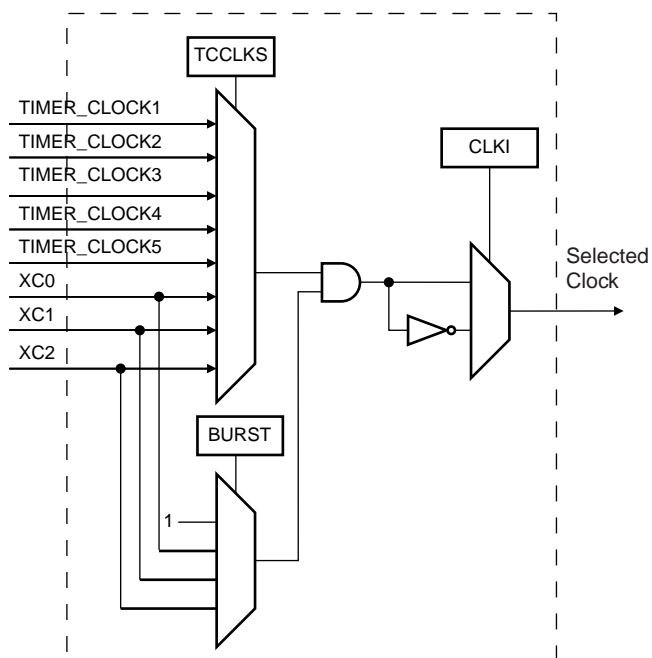 TCCLKS
TIMER_CLOCK1
TIMER_CLOCK2
TIMER_CLOCK3
TIMER_CLOCK4
TIMER_CLOCK5
XC0
XC1
XC2
CLKI
Selected
Clock
BURST
1